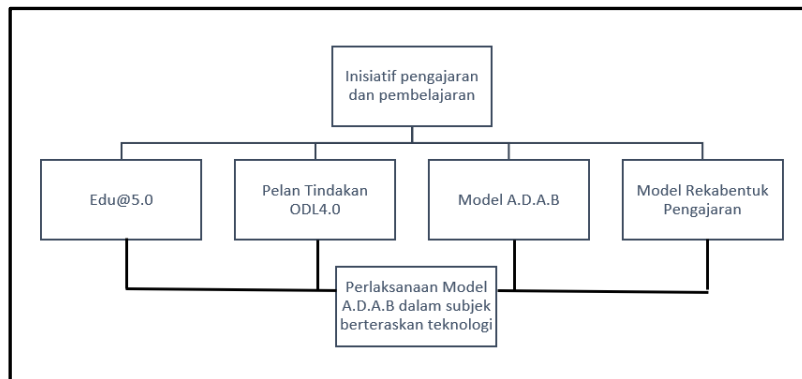 Inisiatif pengajaran
dan pembelajaran
Edu@5.0
Pelan Tindakan
ODL4.0
Model A.D.A.B
Model Rekabentuk
Pengajaran
Perlaksanaan Model
A.D.A.B dalam subjek
berteraskan teknologi